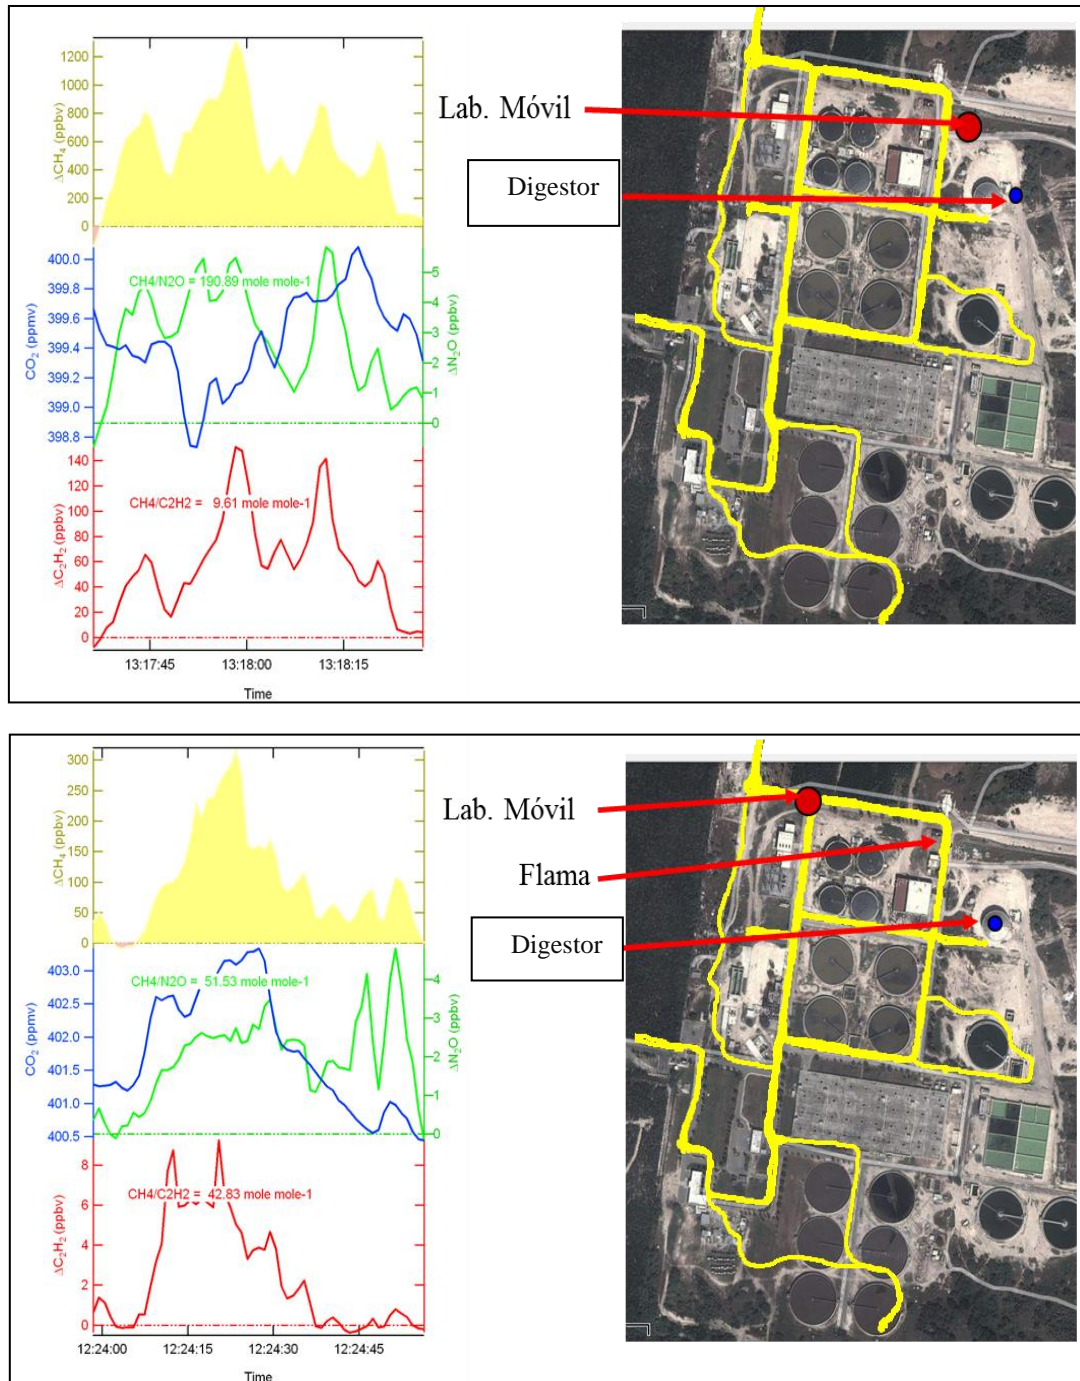 1200
1000
800
600
400
200
0
ΔCH₄ (ppbv)
Lab. Móvil
Digestor
400.0
399.8
399.6
399.4
399.2
399.0
398.8
CO₂ (ppmv)
CH4/N2O = 190.89 mole mole-1
5
4
3
2
1
0
ΔN₂O (ppbv)
140
120
100
80
60
40
20
0
ΔC₂H₂ (ppbv)
CH4/C2H2 = 9.61 mole mole-1
13:17:45 13:18:00 13:18:15
Time
300
250
200
150
100
50
0
ΔCH₄ (ppbv)
Lab. Móvil
Flama
Digestor
403.0
402.5
402.0
401.5
401.0
400.5
CO₂ (ppmv)
CH4/N2O = 51.53 mole mole-1
4
3
2
1
0
ΔN₂O (ppbv)
8
6
4
2
0
ΔC₂H₂ (ppbv)
CH4/C2H2 = 42.83 mole mole-1
12:24:00 12:24:15 12:24:30 12:24:45
Time